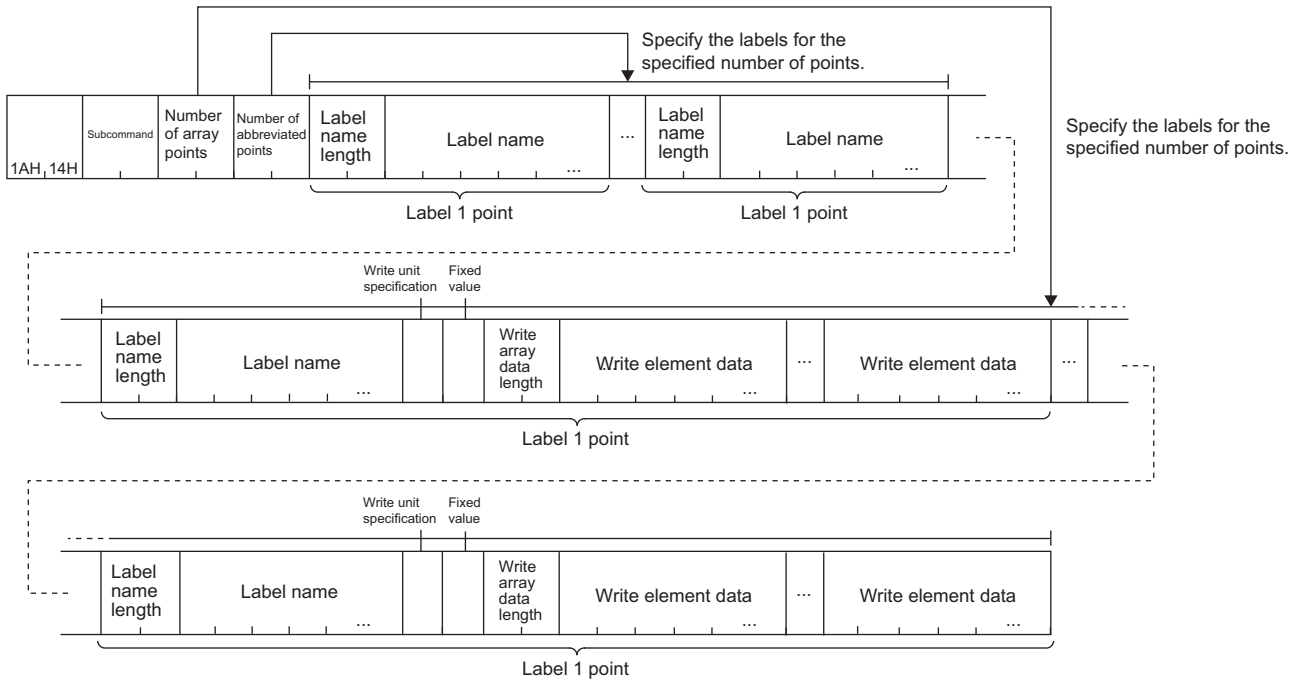 Specify the labels for the
specified number of points.
Specify the labels for the
specified number of points.
1AH 14H
Subcommand
Number
of array
points
Number of
abbreviated
points
Label
name
length
Label name
...
...
Label
name
length
Label name
...
Label 1 point
Label 1 point
Write unit
specification
Fixed
value
Label
name
length
Label name
...
Write
array
data
length
...
Write element data
...
...
Write element data
...
...
Label 1 point
Write unit
specification
Fixed
value
Label
name
length
Label name
...
Write
array
data
length
Write element data
...
...
Write element data
...
Label 1 point